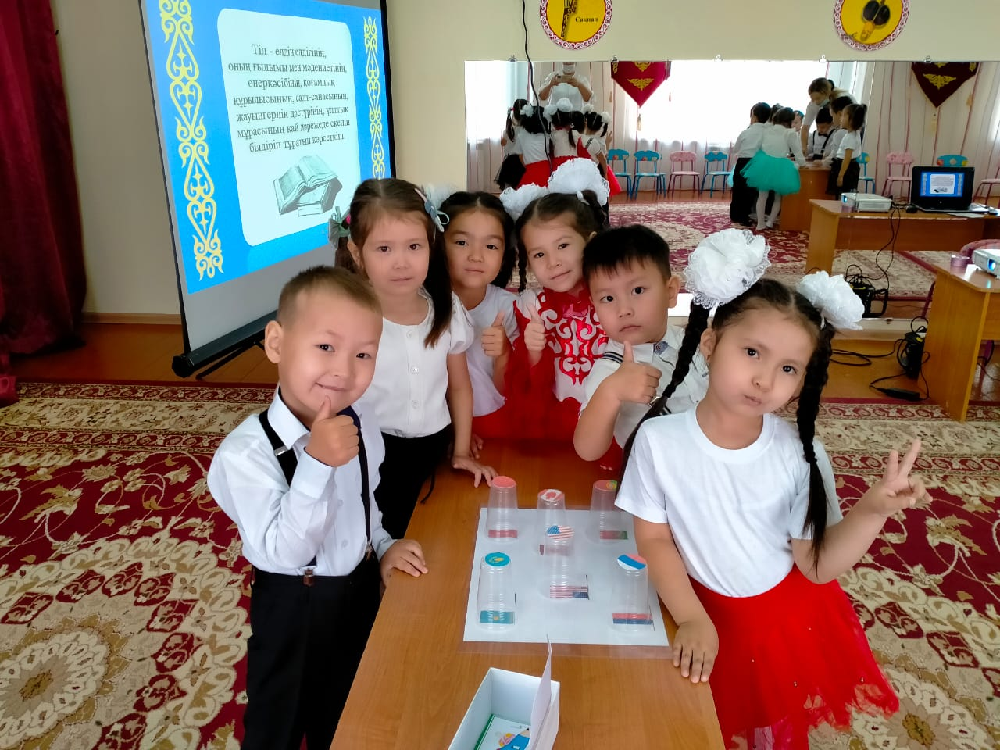 Сақпан
Тіл - елдің елдігінің,
оның ғылымы мен мәдениетінің,
өнеркәсібінің, қоғамдық
құрылысының, салт-санасының,
жауынгерлік дәстүрінің, ұлттық
мұрасының қай дәрежеде екенін
білдіріп тұратын көрсеткіш.